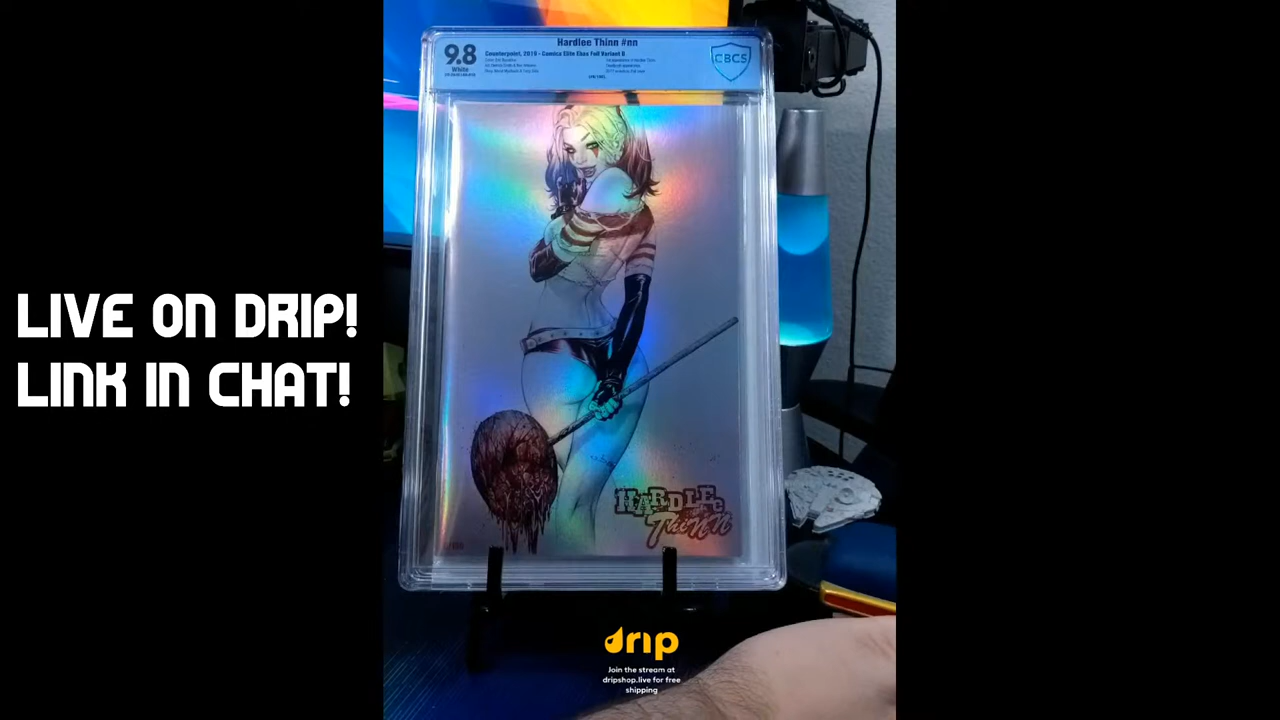 LIVE ON DRIP!
LINK IN CHAT!
9.8
White
Hardlee Thinn #nn
Counterpoint, 2019 - Comics Elite Ebas Foil Variant B
CBCS
HARDLEE
ThiNN
drip
Join the stream at
dripshop.live for free
shipping